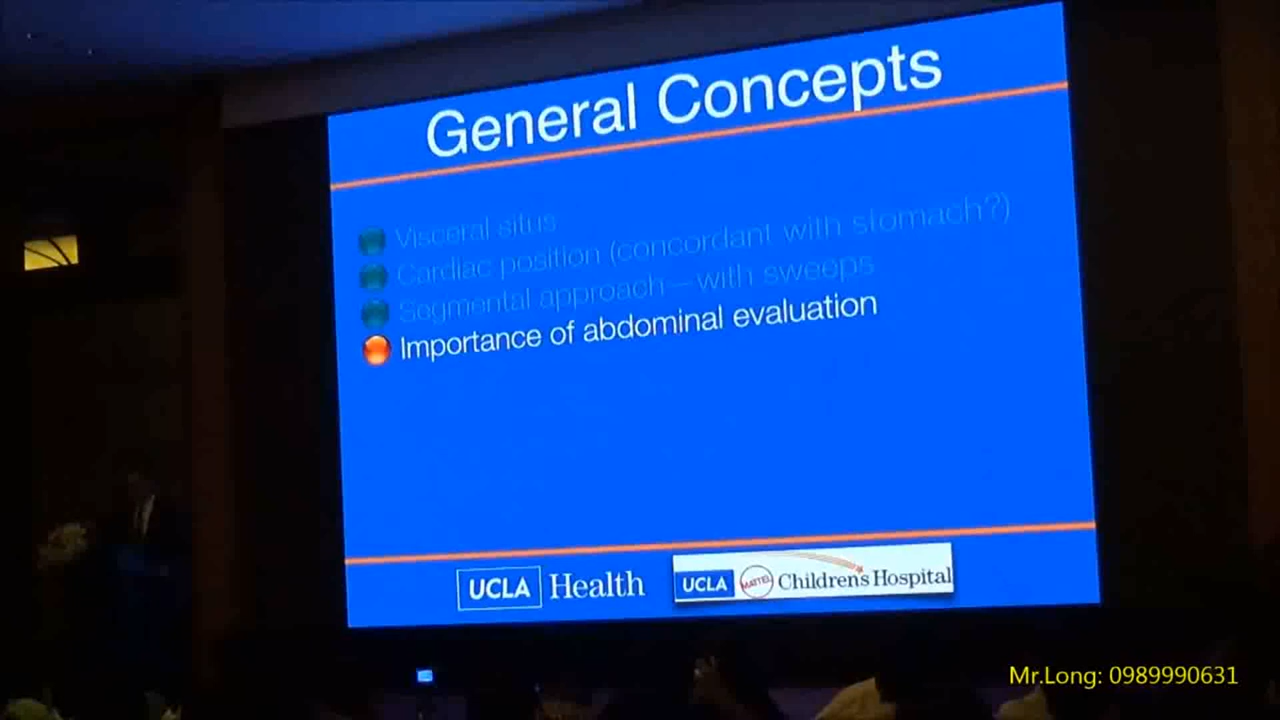 General Concepts
Visceral situs
Cardiac position (concordant with stomach?)
Segmental approach—with sweeps
Importance of abdominal evaluation
UCLA Health
UCLA MATTEL Children's Hospital
Mr.Long: 0989990631